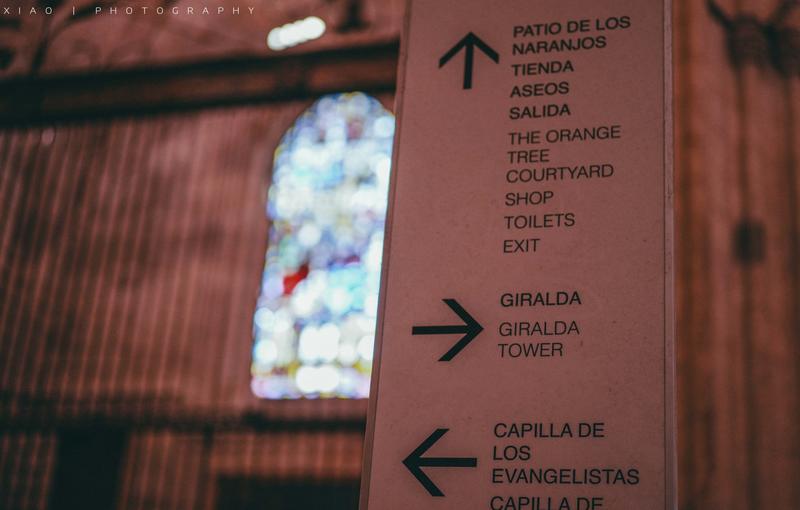 XIAO | PHOTOGRAPHY
PATIO DE LOS
NARANJOS
TIENDA
ASEOS
SALIDA
THE ORANGE
TREE
COURTYARD
SHOP
TOILETS
EXIT
GIRALDA
GIRALDA
TOWER
CAPILLA DE
LOS
EVANGELISTAS
CAPILLA DE